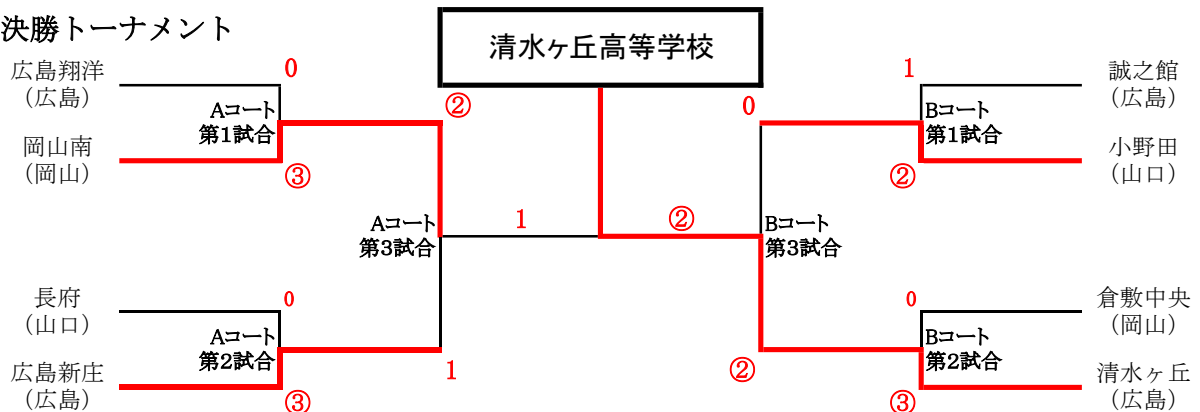 決勝トーナメント
清水ヶ丘高等学校
広島翔洋
(広島)
0
Aコート
第1試合
②
岡山南
(岡山)
③
0
1
誠之館
(広島)
Bコート
第1試合
小野田
(山口)
②
Aコート
第3試合
1
②
Bコート
第3試合
長府
(山口)
0
Aコート
第2試合
1
広島新庄
(広島)
③
0
倉敷中央
(岡山)
Bコート
第2試合
②
清水ヶ丘
(広島)
③